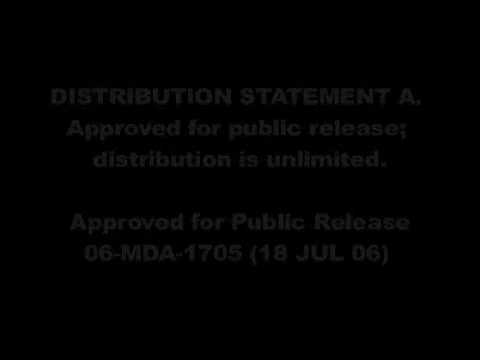 DISTRIBUTION STATEMENT A.
Approved for public release;
distribution is unlimited.
Approved for Public Release
06-MDA-1705 (18 JUL 06)